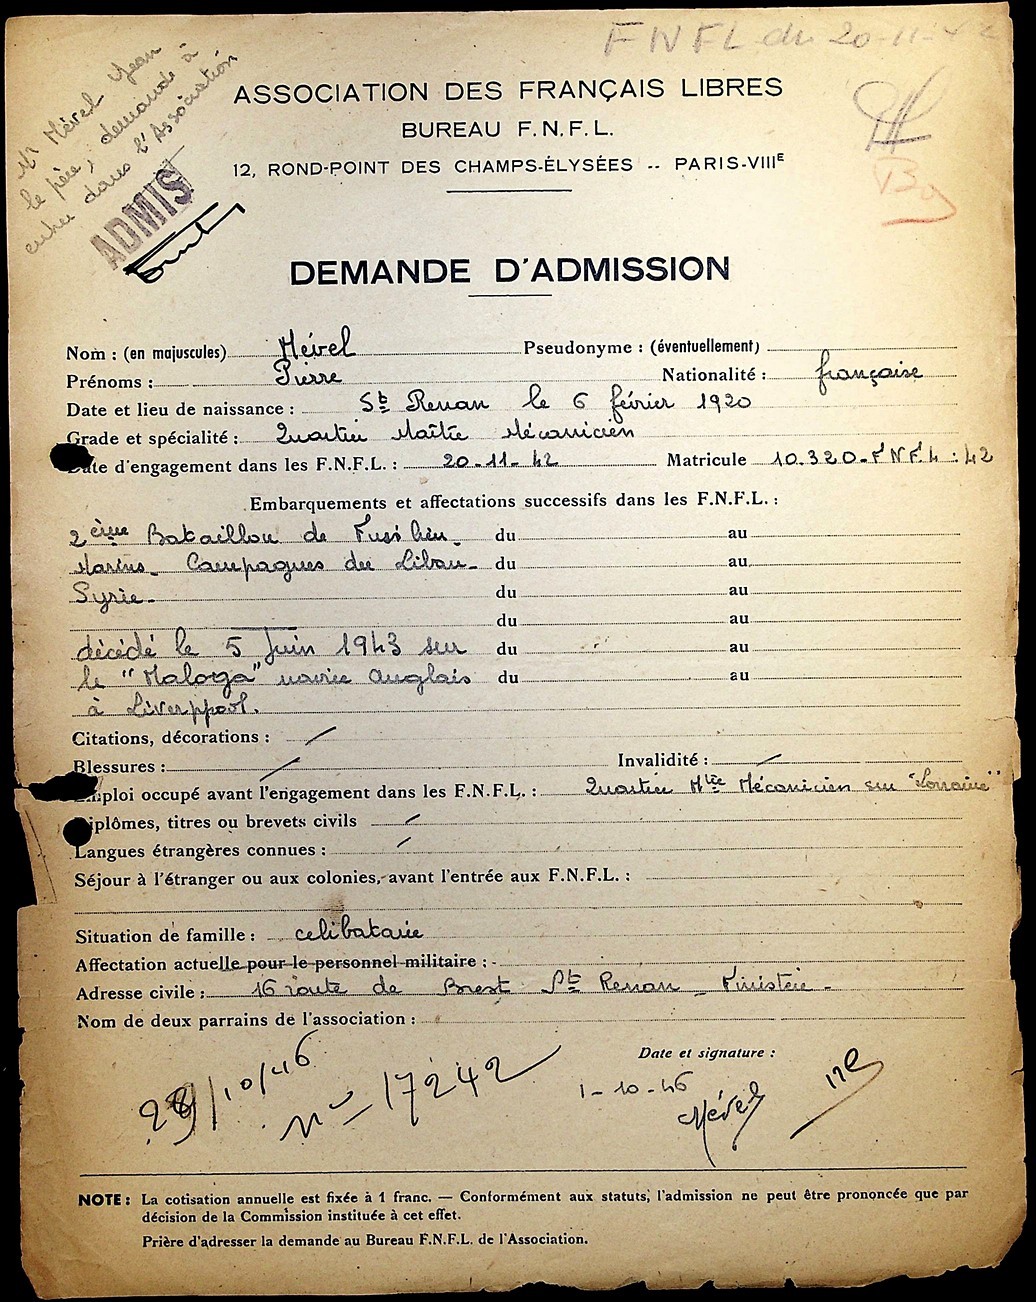 FNFL du 20-11-42
Mr Mével Jean
le père, demande à
entrer dans l'Association
ADMIS
ASSOCIATION DES FRANÇAIS LIBRES
BUREAU F.N.F.L.
12, ROND-POINT DES CHAMPS-ÉLYSÉES -- PARIS-VIIIE
DEMANDE D'ADMISSION
Nom : (en majuscules) Mével Pseudonyme : (éventuellement)
Prénoms : Pierre Nationalité : française
Date et lieu de naissance : St Renan le 6 février 1920
Grade et spécialité : Quartier Maître Mécanicien
Date d'engagement dans les F.N.F.L. : 20-11-42 Matricule 10.320-FNFL : 42
Embarquements et affectations successifs dans les F.N.F.L. :
2ème Bataillon de Fusilier- du au
Marins- Campagnes du Liban- du au
Syrie- du au
du au
décédé le 5 Juin 1943 sur du au
le "Maloga" navire Anglais du au
à Liverppool.
Citations, décorations : /
Blessures : / Invalidité : /
Emploi occupé avant l'engagement dans les F.N.F.L. : Quartier Mtre Mécanicien sur "Lorraine"
Diplômes, titres ou brevets civils /
Langues étrangères connues : /
Séjour à l'étranger ou aux colonies, avant l'entrée aux F.N.F.L. :
Situation de famille : celibataire
Affectation actuelle pour le personnel militaire : -
Adresse civile : 16 route de Brest St Renan - Finistère -
Nom de deux parrains de l'association :
Date et signature :
29/10/46
n° 17242
1-10-46
Mével
NOTE : La cotisation annuelle est fixée à 1 franc. — Conformément aux statuts, l'admission ne peut être prononcée que par
décision de la Commission instituée à cet effet.
Prière d'adresser la demande au Bureau F.N.F.L. de l'Association.